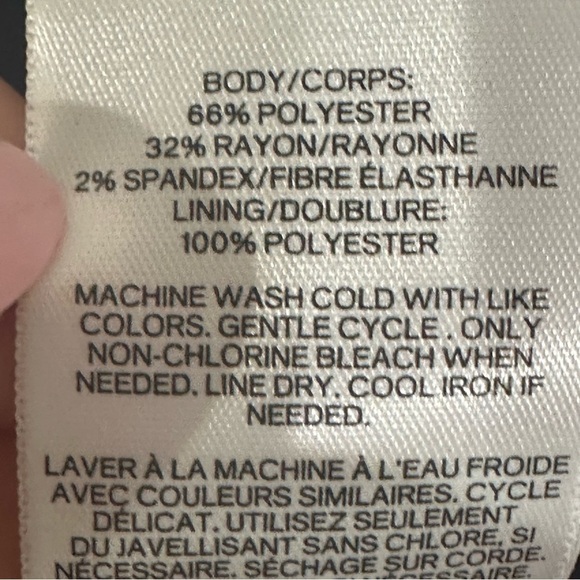 BODY/CORPS:
66% POLYESTER
32% RAYON/RAYONNE
2% SPANDEX/FIBRE ÉLASTHANNE
LINING/DOUBLURE:
100% POLYESTER
MACHINE WASH COLD WITH LIKE
COLORS. GENTLE CYCLE. ONLY
NON-CHLORINE BLEACH WHEN
NEEDED. LINE DRY. COOL IRON IF
NEEDED.
LAVER À LA MACHINE À L'EAU FROIDE
AVEC COULEURS SIMILAIRES. CYCLE
DÉLICAT. UTILISEZ SEULEMENT
DU JAVELLISANT SANS CHLORE, SI
NÉCESSAIRE. SÉCHAGE SUR CORDE.
NÉCESSAIRE.